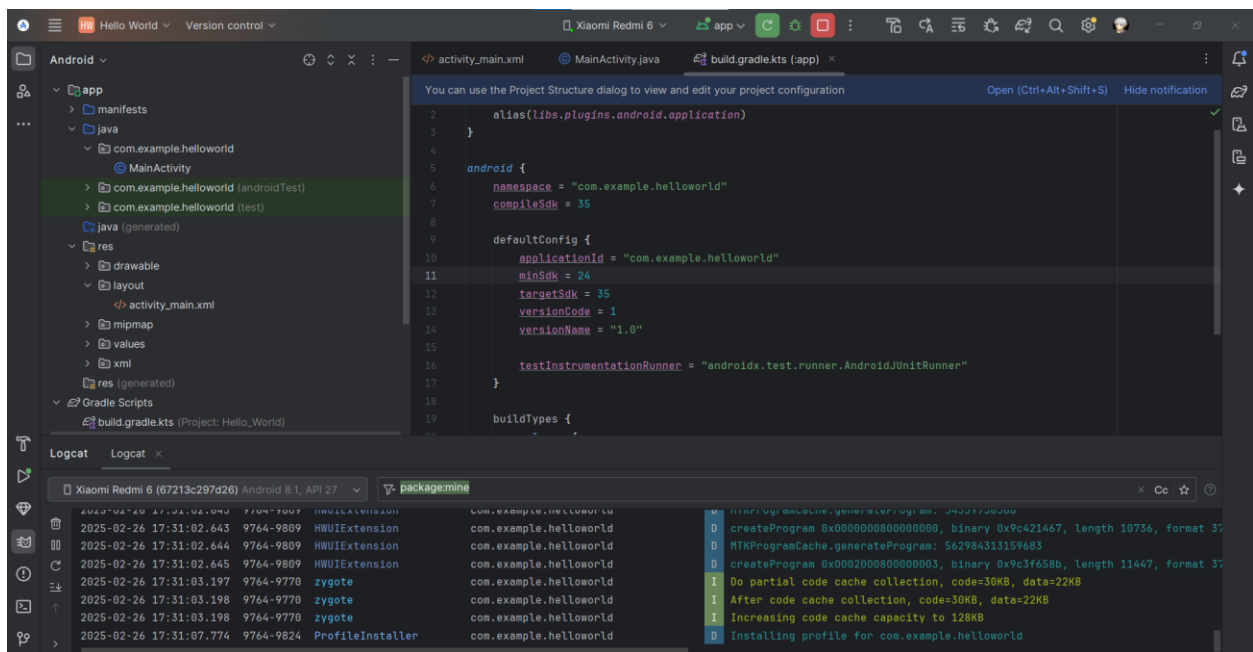 HW Hello World Version control Xiaomi Redmi 6 app
Android
app
manifests
java
com.example.helloworld
MainActivity
com.example.helloworld (androidTest)
com.example.helloworld (test)
java (generated)
res
drawable
layout
activity_main.xml
mipmap
values
xml
res (generated)
Gradle Scripts
build.gradle.kts (Project: Hello_World)
activity_main.xml MainActivity.java build.gradle.kts (:app)
You can use the Project Structure dialog to view and edit your project configuration Open (Ctrl+Alt+Shift+S) Hide notification
2 alias(libs.plugins.android.application)
3 }
4
5 android {
6 namespace = "com.example.helloworld"
7 compileSdk = 35
8
9 defaultConfig {
10 applicationId = "com.example.helloworld"
11 minSdk = 24
12 targetSdk = 35
13 versionCode = 1
14 versionName = "1.0"
15
16 testInstrumentationRunner = "androidx.test.runner.AndroidJUnitRunner"
17 }
18
19 buildTypes {
Logcat Logcat
Xiaomi Redmi 6 (67213c297d26) Android 8.1, API 27 package:mine Cc
2025-02-26 17:31:02.643 9764-9809 HWUIExtension com.example.helloworld D createProgram 0x0000000800000000, binary 0x9c421467, length 10736, format 37
2025-02-26 17:31:02.644 9764-9809 HWUIExtension com.example.helloworld D MTKProgramCache.generateProgram: 562984313159683
2025-02-26 17:31:02.645 9764-9809 HWUIExtension com.example.helloworld D createProgram 0x0002000800000003, binary 0x9c3f658b, length 11447, format 37
2025-02-26 17:31:03.197 9764-9770 zygote com.example.helloworld I Do partial code cache collection, code=30KB, data=22KB
2025-02-26 17:31:03.198 9764-9770 zygote com.example.helloworld I After code cache collection, code=30KB, data=22KB
2025-02-26 17:31:03.198 9764-9770 zygote com.example.helloworld I Increasing code cache capacity to 128KB
2025-02-26 17:31:07.774 9764-9824 ProfileInstaller com.example.helloworld D Installing profile for com.example.helloworld